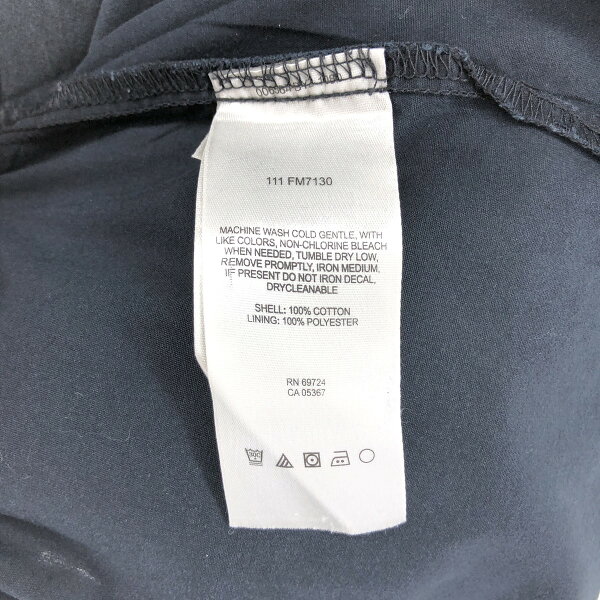 111 FM7130
MACHINE WASH COLD GENTLE, WITH
LIKE COLORS, NON-CHLORINE BLEACH
WHEN NEEDED, TUMBLE DRY LOW,
REMOVE PROMPTLY, IRON MEDIUM,
IF PRESENT DO NOT IRON DECAL,
DRYCLEANABLE
SHELL: 100% COTTON
LINING: 100% POLYESTER
RN 69724
CA 05367
30C